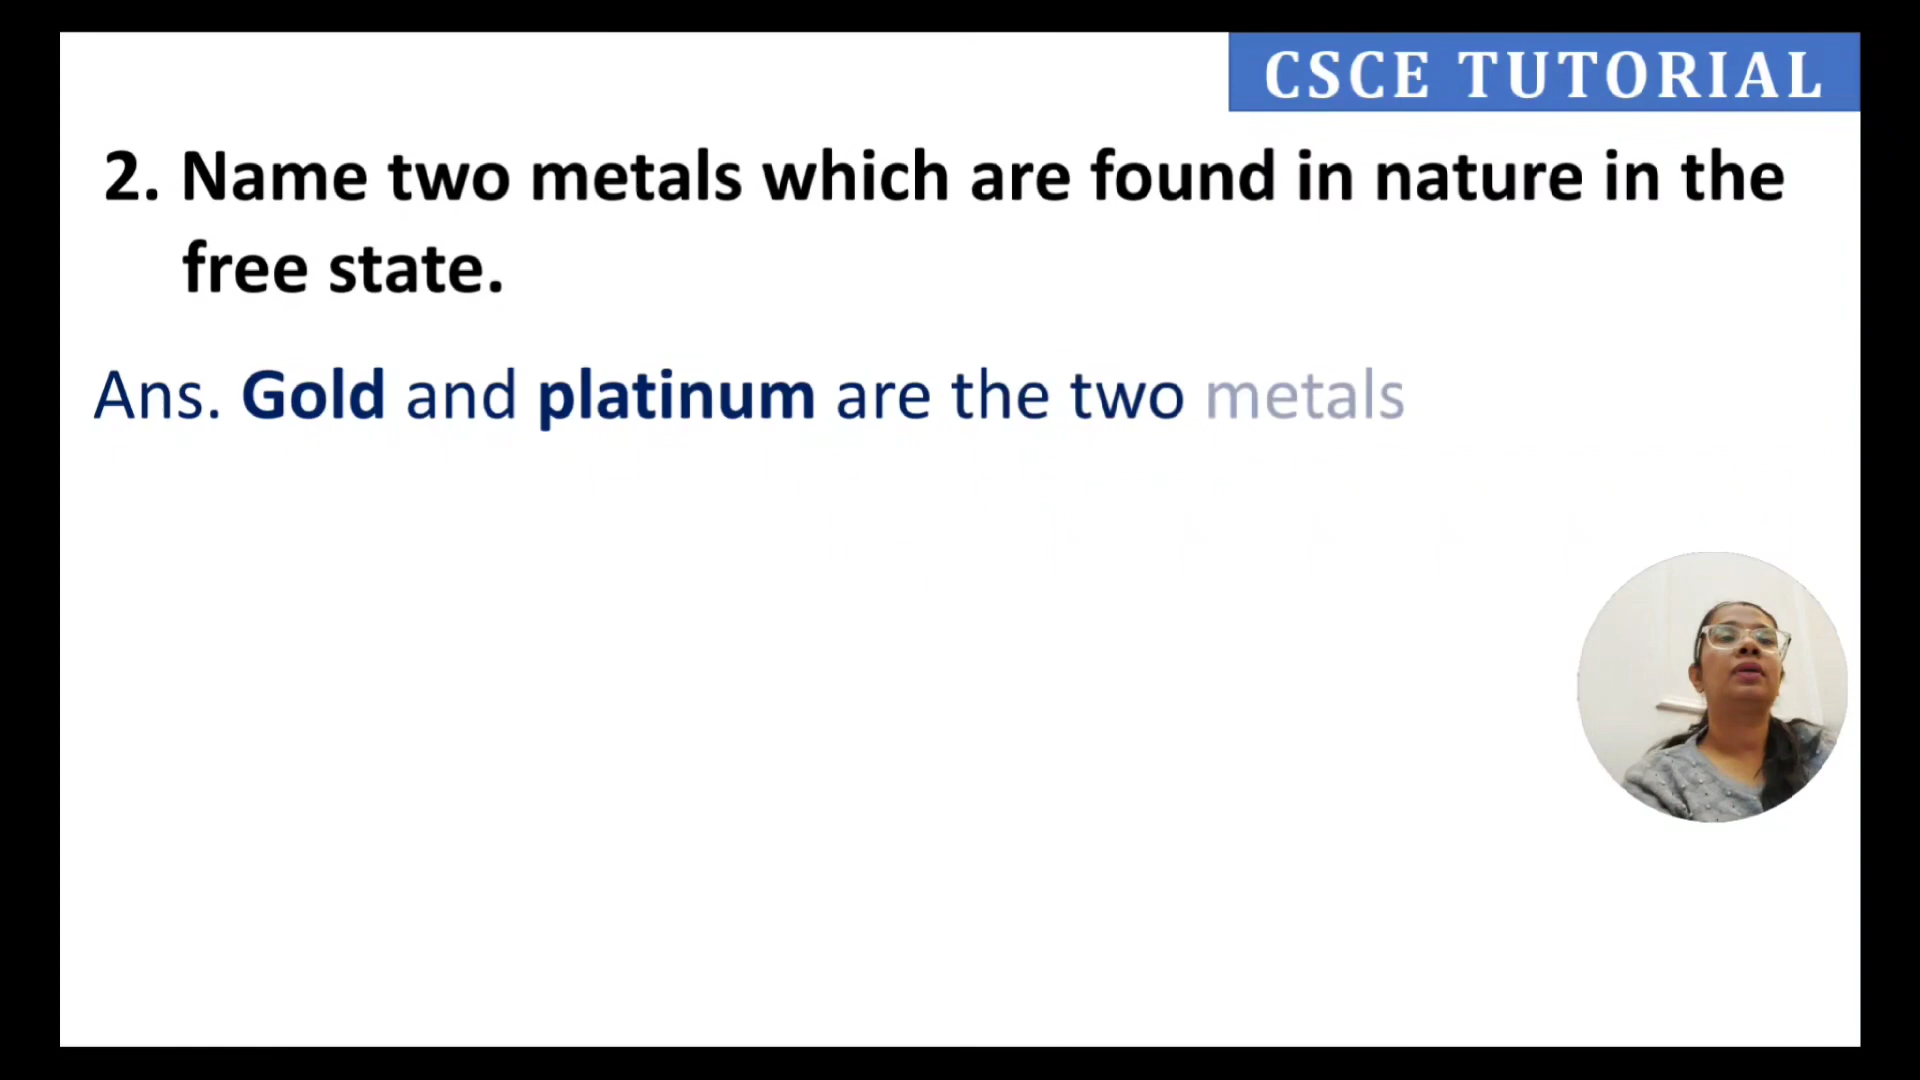 CSCE TUTORIAL
2. Name two metals which are found in nature in the
free state.
Ans. Gold and platinum are the two metals